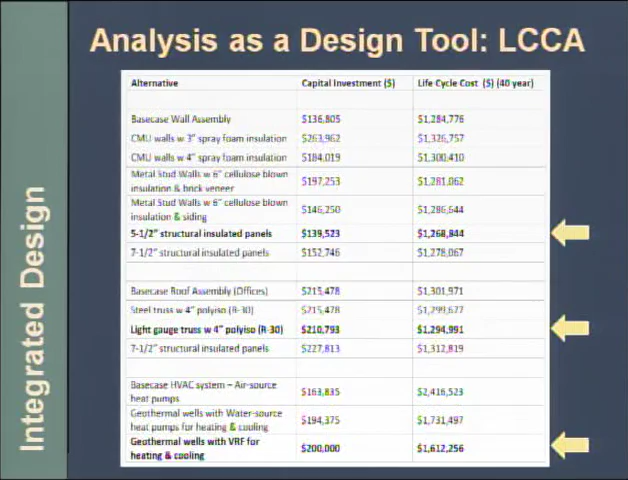 Analysis as a Design Tool: LCCA
Integrated Design
Alternative Capital Investment ($) Life Cycle Cost ($) (40 year)
Basecase Wall Assembly $136,805 $1,284,776
CMU walls w 3" spray foam insulation $263,962 $1,326,757
CMU walls w 4" spray foam insulation $184,019 $1,300,410
Metal Stud Walls w 6" cellulose blown
insulation & brick veneer $197,253 $1,281,062
Metal Stud Walls w 6" cellulose blown
insulation & siding $146,250 $1,286,644
5-1/2" structural insulated panels $139,523 $1,268,844
7-1/2" structural insulated panels $152,746 $1,278,067
Basecase Roof Assembly (Offices) $215,478 $1,301,971
Steel truss w 4" polyiso (R-30) $215,478 $1,299,677
Light gauge truss w 4" polyiso (R-30) $210,793 $1,294,991
7-1/2" structural insulated panels $227,813 $1,312,819
Basecase HVAC system – Air-source
heat pumps $163,835 $2,416,523
Geothermal wells with Water-source
heat pumps for heating & cooling $194,375 $1,731,497
Geothermal wells with VRF for
heating & cooling $200,000 $1,612,256